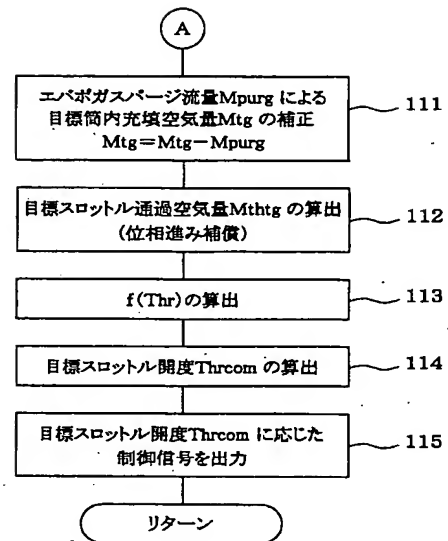 A
エバポガスパージ流量Mpurg による
目標筒内充填空気量Mtg の補正
Mtg=Mtg−Mpurg
111
目標スロットル通過空気量Mthtg の算出
(位相進み補償)
112
f(Thr)の算出
113
目標スロットル開度Thrcom の算出
114
目標スロットル開度Thrcom に応じた
制御信号を出力
115
リターン